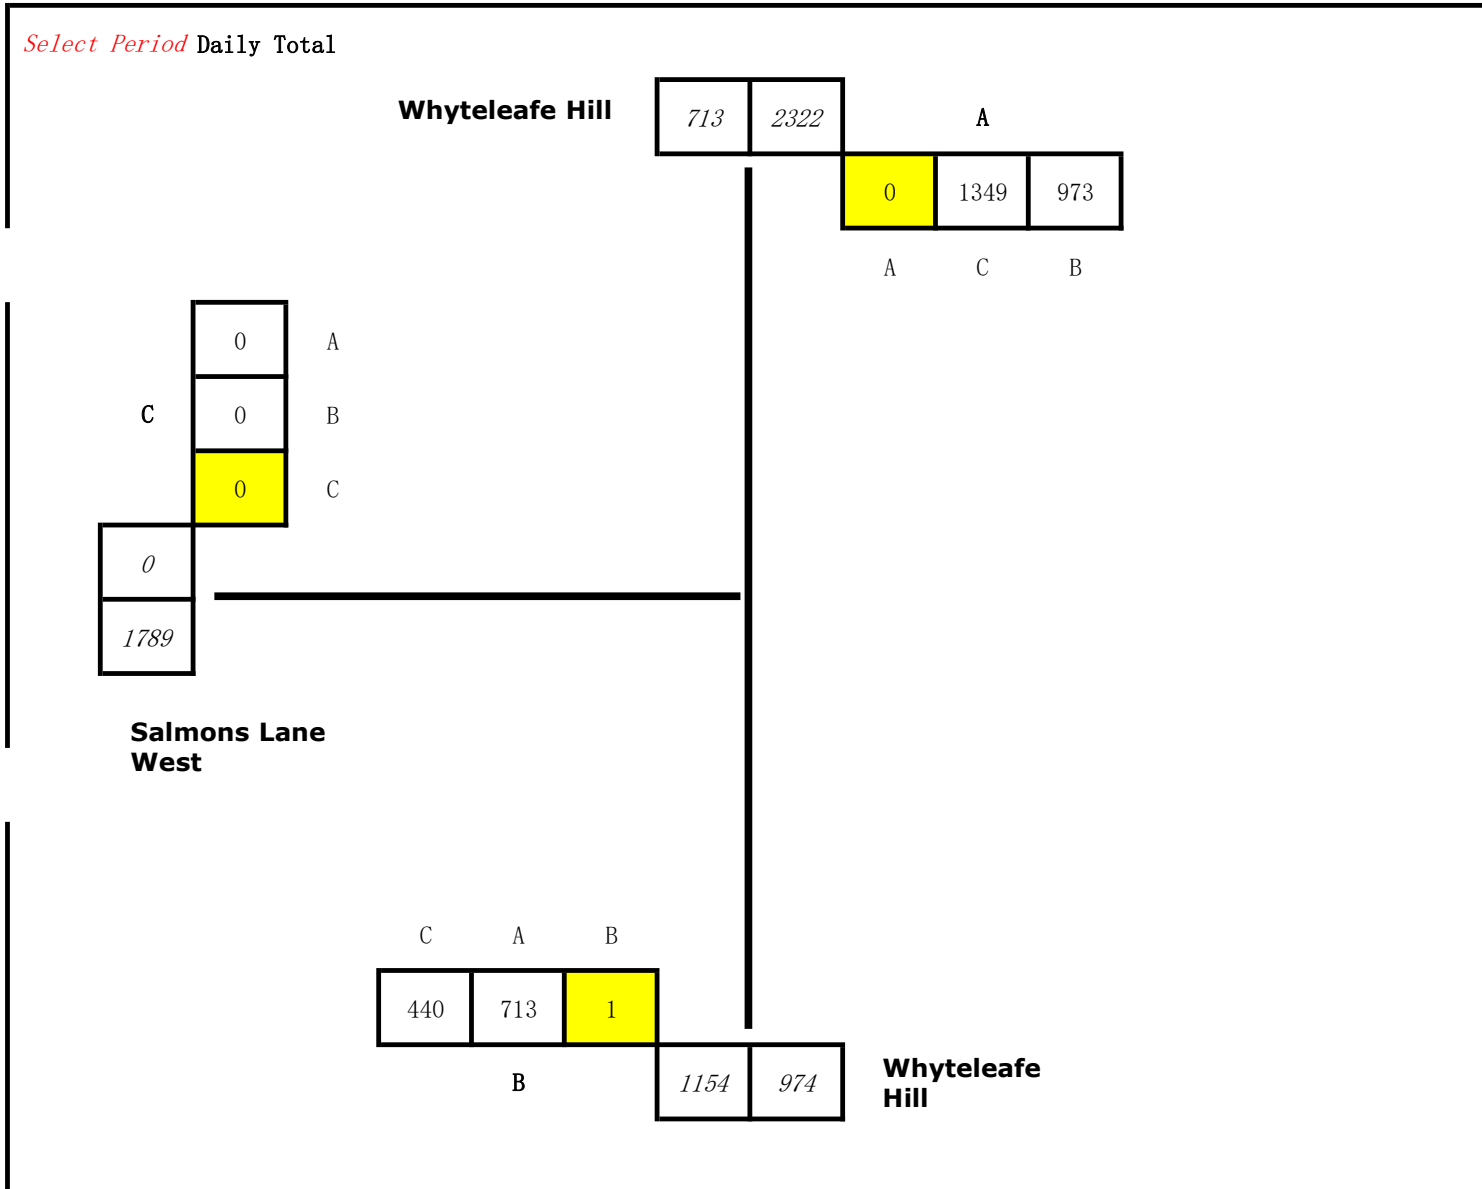 Select Period Daily Total
Whyteleafe Hill
713 2322
A
0 1349 973
A C B
0 A
C 0 B
0 C
0
1789
Salmons Lane
West
C A B
440 713 1
B
1154 974
Whyteleafe
Hill